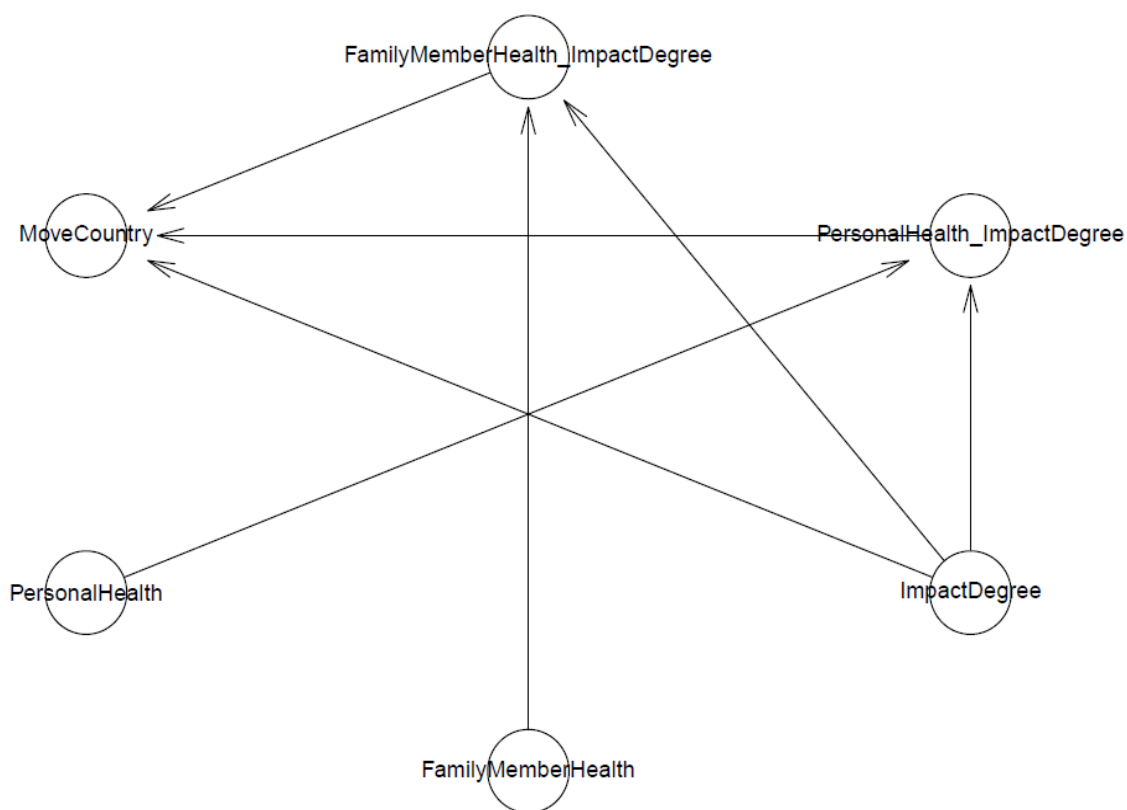 FamilyMemberHealth_ImpactDegree
MoveCountry
PersonalHealth_ImpactDegree
PersonalHealth
ImpactDegree
FamilyMemberHealth